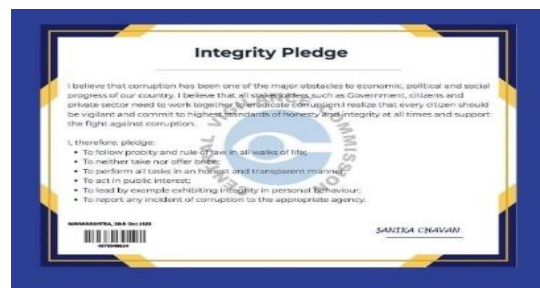 Integrity Pledge
I believe that corruption has been one of the major obstacles to economic, political and social
progress of our country. I believe that all stakeholders such as Government, citizens and
private sector need to work together to eradicate corruption.I realize that every citizen should
be vigilant and commit to highest standards of honesty and integrity at all times and support
the fight against corruption.
I, therefore, pledge:
• To follow probity and rule of law in all walks of life;
• To neither take nor offer bribe;
• To perform all tasks in an honest and transparent manner;
• To act in public interest;
• To lead by example exhibiting integrity in personal behaviour;
• To report any incident of corruption to the appropriate agency.
CENTRAL VIGILANCE COMMISSION
MAHARASHTRA, Oct
SANIKA CHAVAN